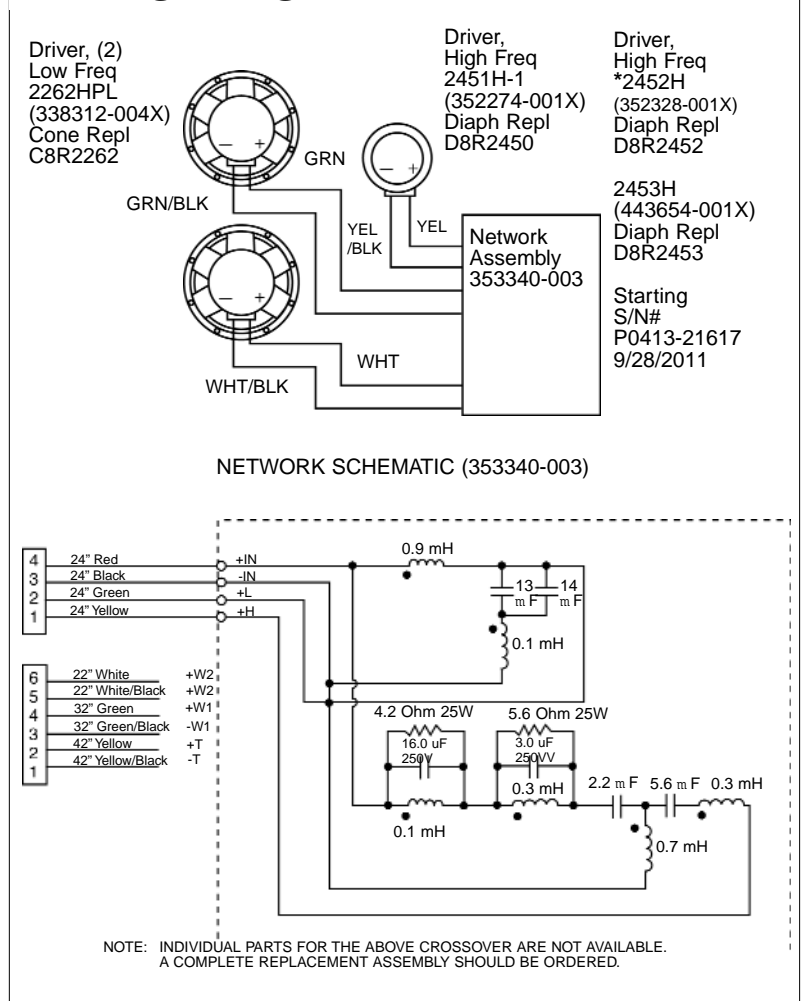 Driver, (2)
Low Freq
2262HPL
(338312-004X)
Cone Repl
C8R2262
Driver,
High Freq
2451H-1
(352274-001X)
Diaph Repl
D8R2450
Driver,
High Freq
*2452H
(352328-001X)
Diaph Repl
D8R2452
2453H
(443654-001X)
Diaph Repl
D8R2453
Starting
S/N#
P0413-21617
9/28/2011
– +
GRN
GRN/BLK
– +
YEL
/BLK
YEL
Network
Assembly
353340-003
– +
WHT
WHT/BLK
NETWORK SCHEMATIC (353340-003)
4 24” Red +IN
3 24” Black -IN
2 24” Green +L
1 24” Yellow +H
0.9 mH
13
m F
14
m F
0.1 mH
6 22” White +W2
5 22” White/Black +W2
4 32” Green +W1
3 32” Green/Black -W1
2 42” Yellow +T
1 42” Yellow/Black -T
4.2 Ohm 25W
16.0 uF
250V
0.1 mH
5.6 Ohm 25W
3.0 uF
250VV
0.3 mH
2.2 m F
5.6 m F
0.3 mH
0.7 mH
NOTE: INDIVIDUAL PARTS FOR THE ABOVE CROSSOVER ARE NOT AVAILABLE.
A COMPLETE REPLACEMENT ASSEMBLY SHOULD BE ORDERED.